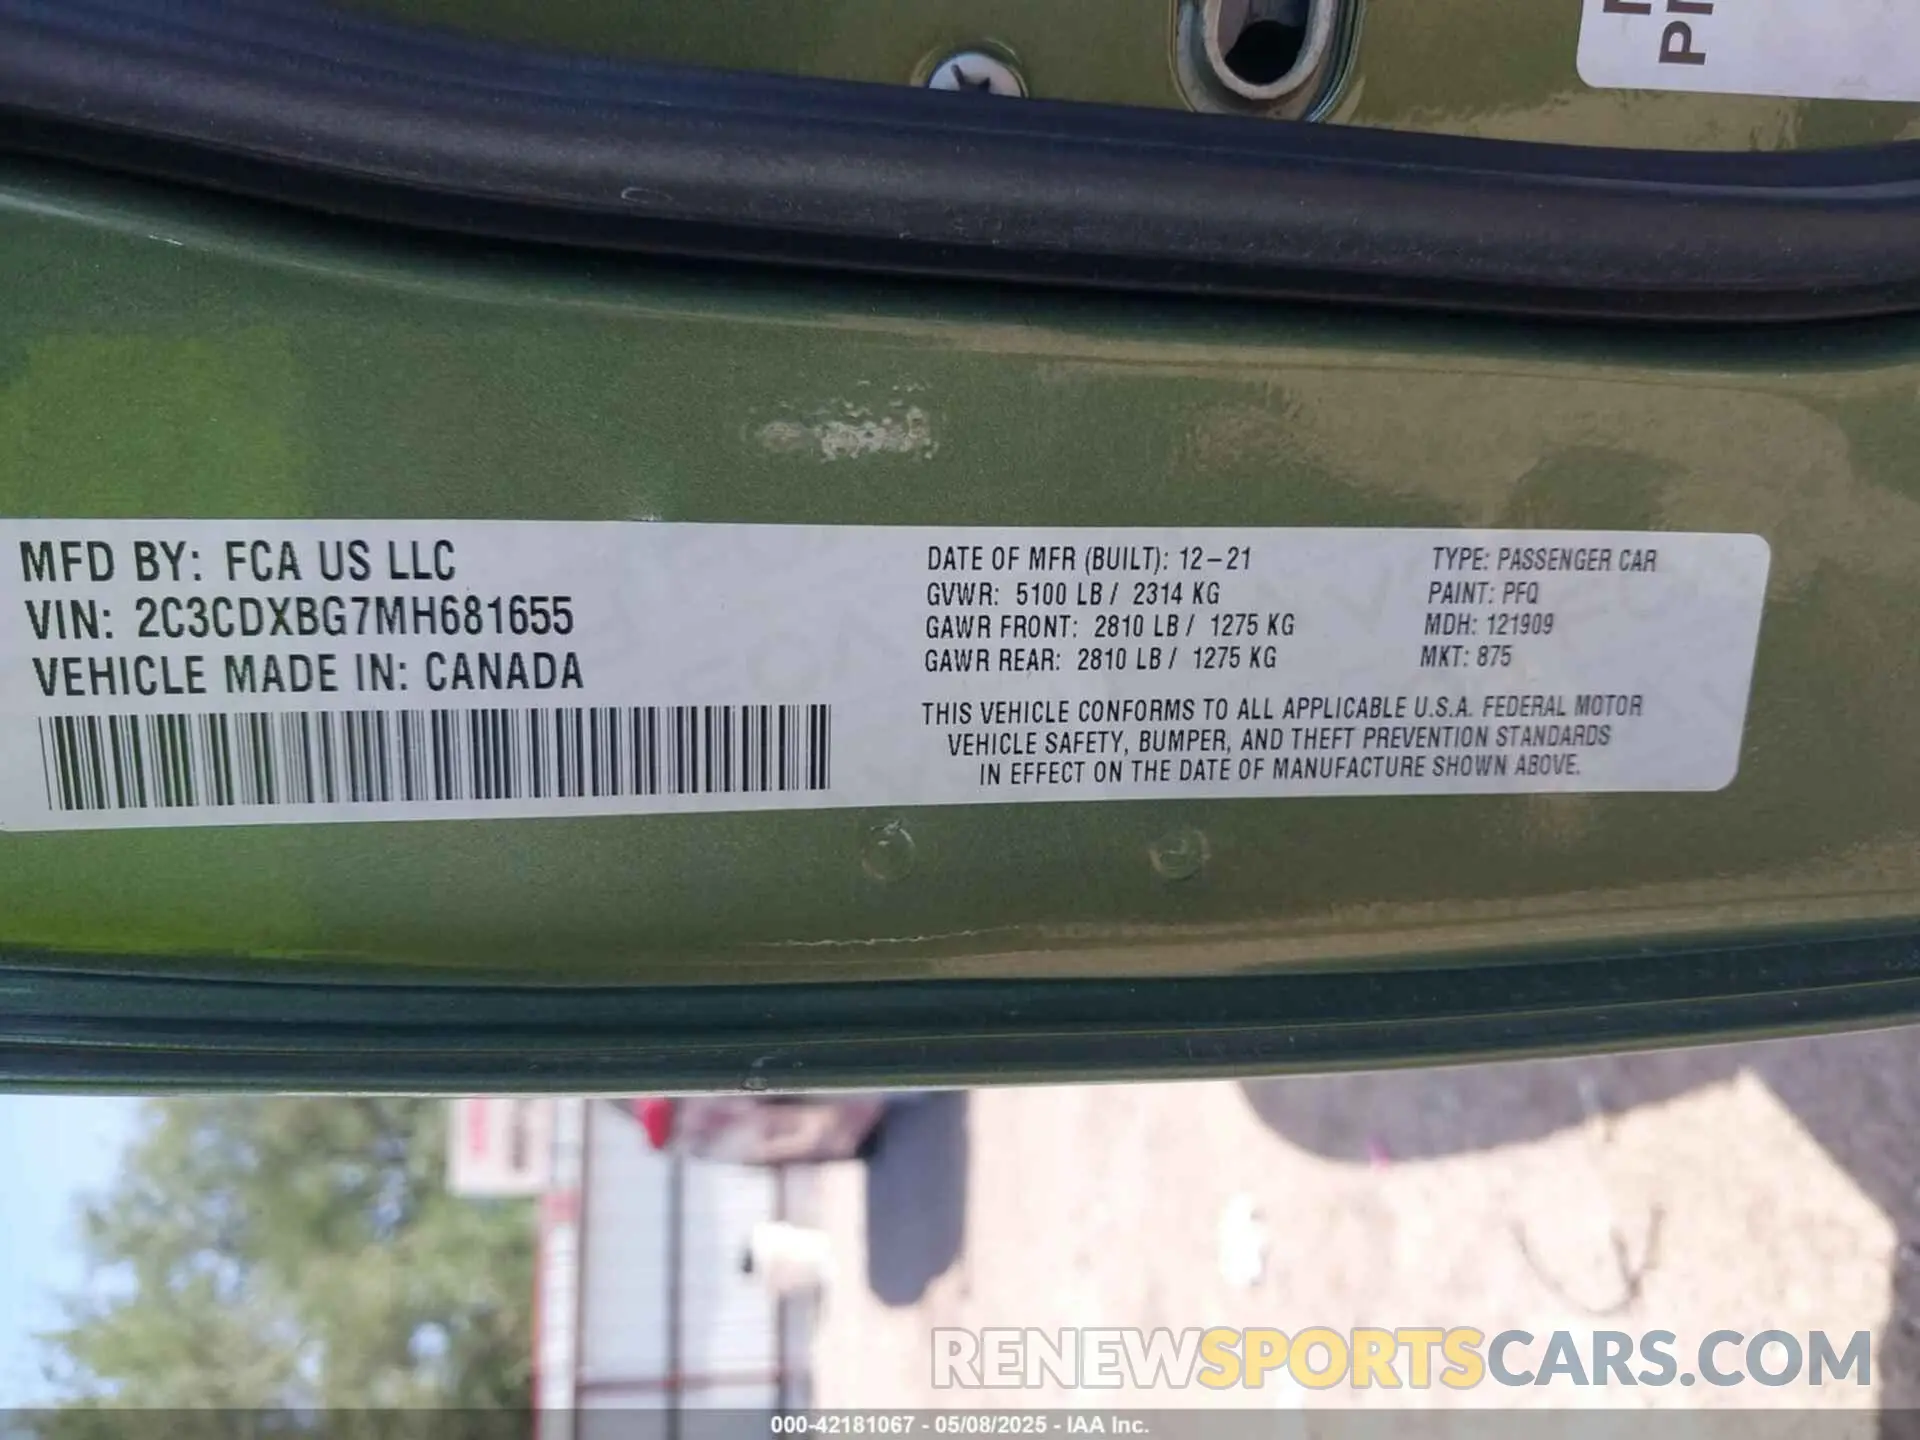 MFD BY: FCA US LLC
VIN: 2C3CDXBG7MH681655
VEHICLE MADE IN: CANADA
DATE OF MFR (BUILT): 12-21
GVWR: 5100 LB / 2314 KG
GAWR FRONT: 2810 LB / 1275 KG
GAWR REAR: 2810 LB / 1275 KG
TYPE: PASSENGER CAR
PAINT: PFQ
MDH: 121909
MKT: 875
THIS VEHICLE CONFORMS TO ALL APPLICABLE U.S.A. FEDERAL MOTOR
VEHICLE SAFETY, BUMPER, AND THEFT PREVENTION STANDARDS
IN EFFECT ON THE DATE OF MANUFACTURE SHOWN ABOVE.
RENEWSPORTSCARS.COM
000-42181067 - 05/08/2025 - IAA Inc.